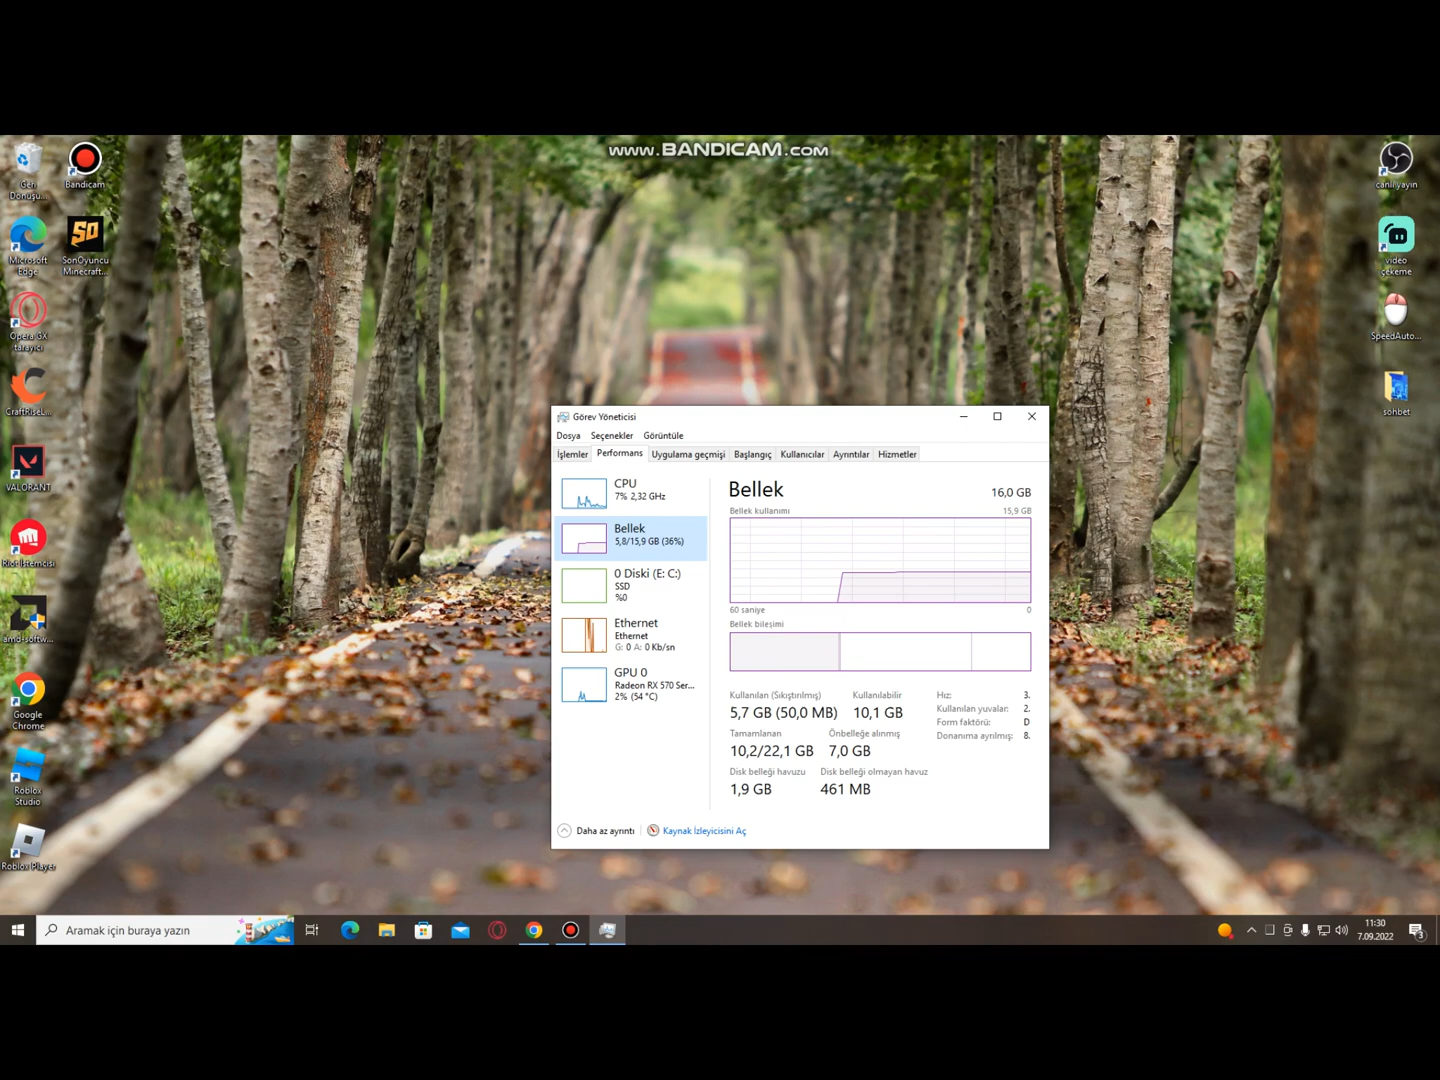 www.BANDICAM.com
Geri
Dönüşü...
Bandicam
Microsoft
Edge
SonOyuncu
Minecraft...
Opera GX
tarayıcı
CraftRiseL...
VALORANT
Riot İstemcisi
amd-softw...
Google
Chrome
Roblox
Studio
Roblox Player
canlı yayın
video
çekeme
SpeedAuto...
sohbet
Görev Yöneticisi
Dosya Seçenekler Görüntüle
İşlemler Performans Uygulama geçmişi Başlangıç Kullanıcılar Ayrıntılar Hizmetler
CPU
7% 2,32 GHz
Bellek
5,8/15,9 GB (36%)
0 Diski (E: C:)
SSD
%0
Ethernet
Ethernet
G: 0 A: 0 Kb/sn
GPU 0
Radeon RX 570 Ser...
2% (54 °C)
Bellek 16,0 GB
Bellek kullanımı 15,9 GB
60 saniye 0
Bellek bileşimi
Kullanılan (Sıkıştırılmış) Kullanılabilir
5,7 GB (50,0 MB) 10,1 GB
Tamamlanan Önbelleğe alınmış
10,2/22,1 GB 7,0 GB
Disk belleği havuzu Disk belleği olmayan havuz
1,9 GB 461 MB
Hız: 3.
Kullanılan yuvalar: 2.
Form faktörü: D
Donanıma ayrılmış: 8.
Daha az ayrıntı Kaynak İzleyicisini Aç
Aramak için buraya yazın
11:30
7.09.2022
3